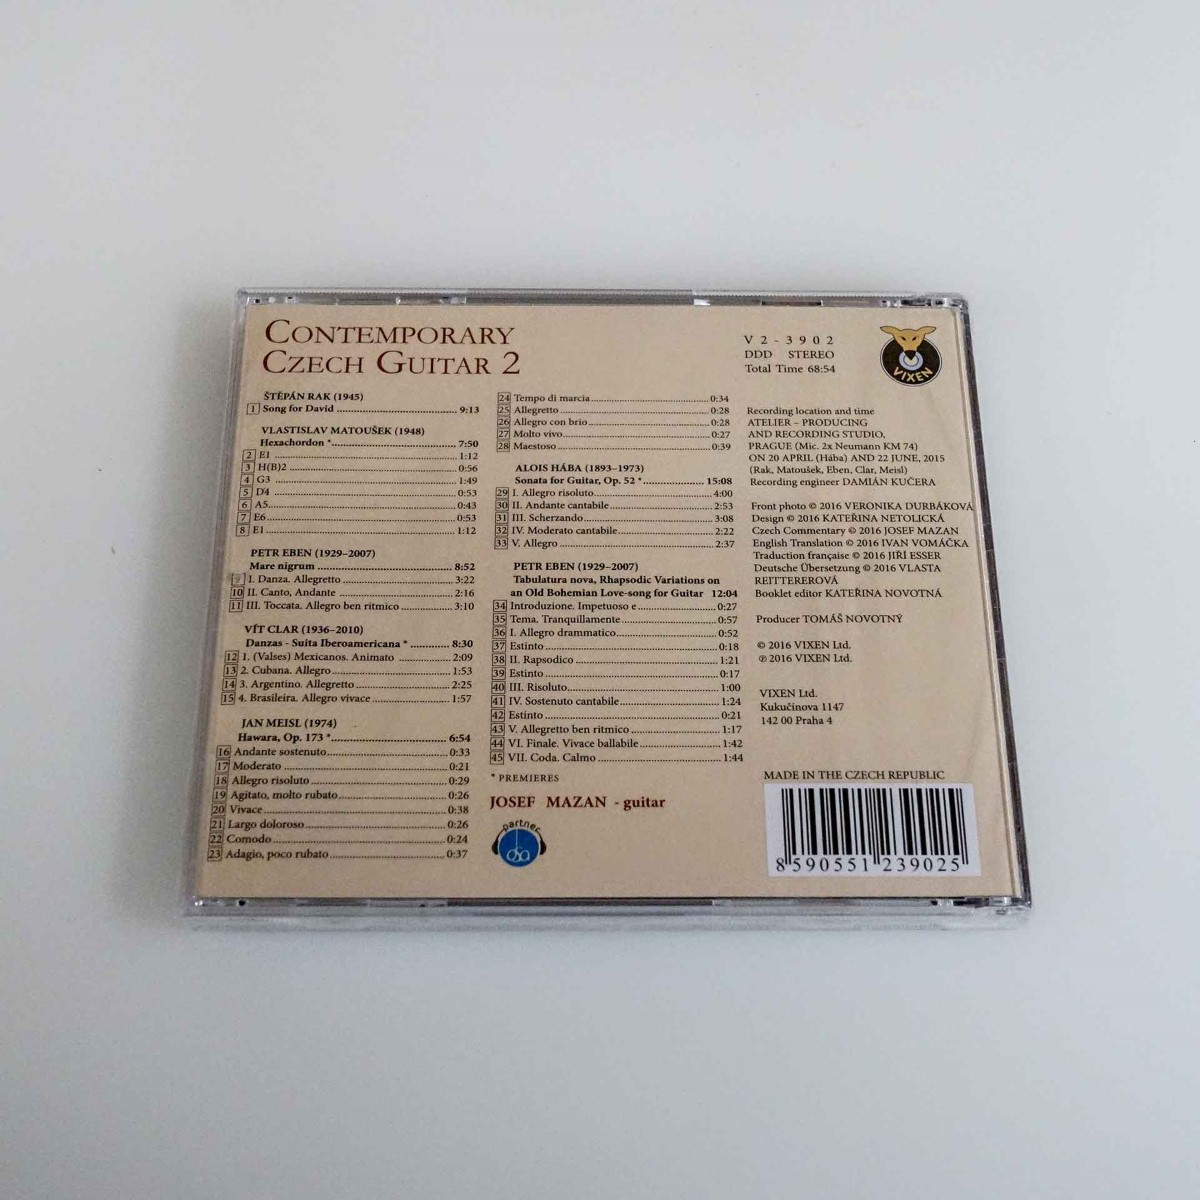 CONTEMPORARY
CZECH GUITAR 2
ŠTĚPÁN RAK (1945)
1 Song for David 9:13
VLASTISLAV MATOUŠEK (1948)
Hexachordon * 7:50
2 E1 1:12
3 H(B)2 0:56
4 G3 1:49
5 D4 0:53
6 A5 0:43
7 E6 0:53
8 E1 1:12
PETR EBEN (1929–2007)
Mare nigrum 8:52
9 I. Danza. Allegretto 3:22
10 II. Canto, Andante 2:16
11 III. Toccata. Allegro ben ritmico 3:10
VÍT CLAR (1936–2010)
Danzas - Suita Iberoamericana * 8:30
12 1. (Valses) Mexicanos. Animato 2:09
13 2. Cubana. Allegro 1:53
14 3. Argentino. Allegretto 2:25
15 4. Brasileira. Allegro vivace 1:57
JAN MEISL (1974)
Hawara, Op. 173 * 6:54
16 Andante sostenuto 0:33
17 Moderato 0:21
18 Allegro risoluto 0:29
19 Agitato, molto rubato 0:26
20 Vivace 0:38
21 Largo doloroso 0:26
22 Comodo 0:24
23 Adagio, poco rubato 0:37
24 Tempo di marcia 0:34
25 Allegretto 0:28
26 Allegro con brio 0:28
27 Molto vivo 0:27
28 Maestoso 0:39
ALOIS HÁBA (1893–1973)
Sonata for Guitar, Op. 52 * 15:08
29 I. Allegro risoluto 4:00
30 II. Andante cantabile 2:53
31 III. Scherzando 3:08
32 IV. Moderato cantabile 2:22
33 V. Allegro 2:37
PETR EBEN (1929–2007)
Tabulatura nova, Rhapsodic Variations on
an Old Bohemian Love-song for Guitar 12:04
34 Introduzione. Impetuoso e 0:27
35 Tema. Tranquillamente 0:57
36 I. Allegro drammatico 0:52
37 Estinto 0:18
38 II. Rapsodico 1:21
39 Estinto 0:17
40 III. Risoluto 1:00
41 IV. Sostenuto cantabile 1:24
42 Estinto 0:21
43 V. Allegretto ben ritmico 1:17
44 VI. Finale. Vivace ballabile 1:42
45 VII. Coda. Calmo 1:44
* PREMIERES
JOSEF MAZAN - guitar
partner
osa
V2-3902
DDD STEREO
Total Time 68:54
VIXEN
Recording location and time
ATELIER – PRODUCING
AND RECORDING STUDIO,
PRAGUE (Mic. 2x Neumann KM 74)
ON 20 APRIL (Hába) AND 22 JUNE, 2015
(Rak, Matoušek, Eben, Clar, Meisl)
Recording engineer DAMIÁN KUČERA
Front photo © 2016 VERONIKA DURBÁKOVÁ
Design © 2016 KATEŘINA NETOLICKÁ
Czech Commentary © 2016 JOSEF MAZAN
English Translation © 2016 IVAN VOMÁČKA
Traduction française © 2016 JIŘÍ ESSER
Deutsche Übersetzung © 2016 VLASTA
REITTEREROVÁ
Booklet editor KATEŘINA NOVOTNÁ
Producer TOMÁŠ NOVOTNÝ
© 2016 VIXEN Ltd.
℗ 2016 VIXEN Ltd.
VIXEN Ltd.
Kukučínova 1147
142 00 Praha 4
MADE IN THE CZECH REPUBLIC
8 590551 239025